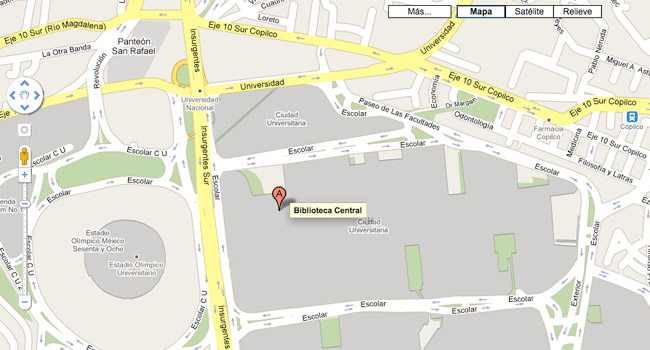 Más...
Mapa
Satélite
Relieve
Eje 10 Sur (Río Magdalena)
Eje 10 Sur Copilco
Loreto
Insurgentes
Panteón
San Rafael
La Otra Banda
Revolución
Universidad
Pablo Neruda
Miguel A.
Universidad
Universidad
Nacional
Eje 10 Sur Copilco
Economía
Dr Margan
Odontología
Paseo de Las Facultades
Escolar
Ciudad
Universitaria
Farmacia
Copilco
Eje 10 Sur Copilco
Copilco
Medicina
Filosofía y Letras
Escolar C U
Escolar C U
Insurgentes Sur
Escolar
Escolar
Escolar
Escolar
A
Biblioteca Central
Ciudad
Universitaria
Estadio
Olímpico México
Sesenta y Ocho
Estadio Olímpico
Universitario
Escolar C U
Escolar
Escolar
Escolar
Exterior
Insurgentes